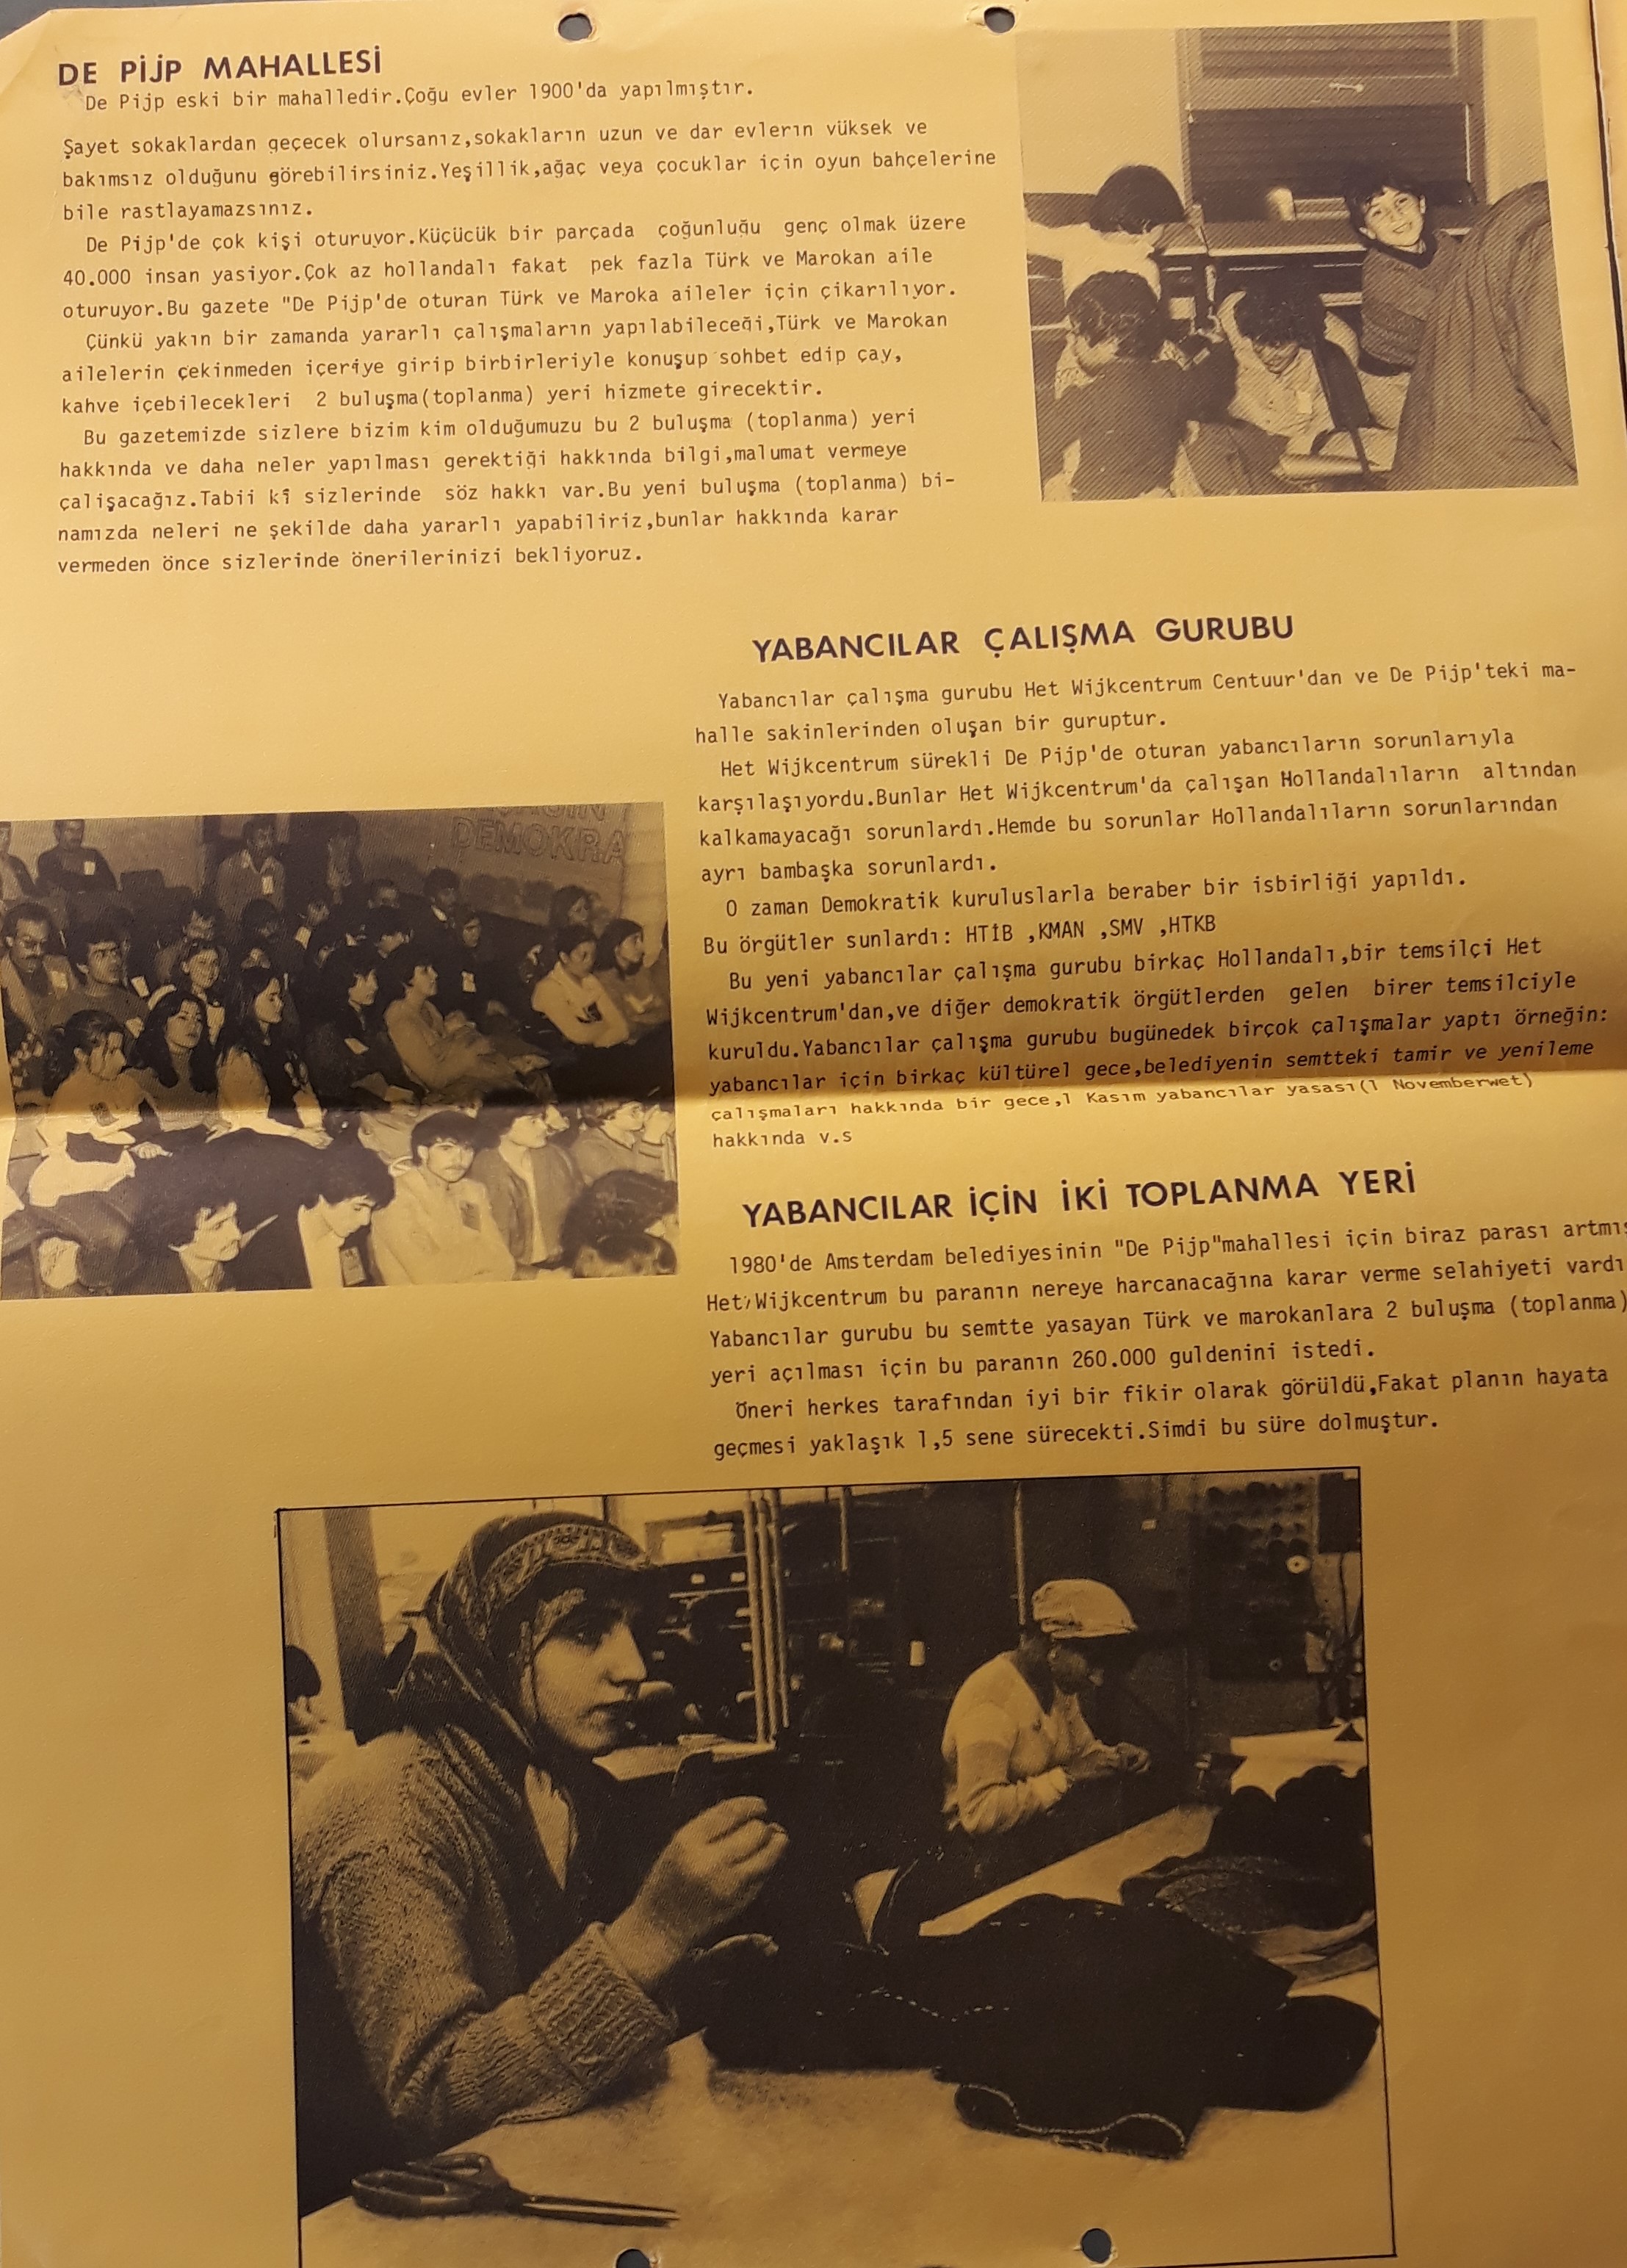 DE PİJP MAHALLESİ
De Pijp eski bir mahalledir.Çoğu evler 1900'da yapılmıştır.
Şayet sokaklardan geçecek olursanız,sokakların uzun ve dar evlerin vüksek ve
bakımsız olduğunu görebilirsiniz.Yeşillik,ağaç veya çocuklar için oyun bahçelerine
bile rastlayamazsınız.
De Pijp'de çok kişi oturuyor.Küçücük bir parçada çoğunluğu genç olmak üzere
40.000 insan yasiyor.Çok az hollandalı fakat pek fazla Türk ve Marokan aile
oturuyor.Bu gazete "De Pijp'de oturan Türk ve Maroka aileler için çikarılıyor.
Çünkü yakın bir zamanda yararlı çalışmaların yapılabileceği,Türk ve Marokan
ailelerin çekinmeden içeriye girip birbirleriyle konuşup sohbet edip çay,
kahve içebilecekleri 2 buluşma(toplanma) yeri hizmete girecektir.
Bu gazetemizde sizlere bizim kim olduğumuzu bu 2 buluşma (toplanma) yeri
hakkında ve daha neler yapılması gerektiği hakkında bilgi,malumat vermeye
çalişacağız.Tabii kî sizlerinde söz hakkı var.Bu yeni buluşma (toplanma) bi-
namızda neleri ne şekilde daha yararlı yapabiliriz,bunlar hakkında karar
vermeden önce sizlerinde önerilerinizi bekliyoruz.
DEMOKRA
YABANCILAR ÇALIŞMA GURUBU
Yabancılar çalışma gurubu Het Wijkcentrum Centuur'dan ve De Pijp'teki ma-
halle sakinlerinden oluşan bir guruptur.
Het Wijkcentrum sürekli De Pijp'de oturan yabancıların sorunlarıyla
karşılaşıyordu.Bunlar Het Wijkcentrum'da çalışan Hollandalıların altından
kalkamayacağı sorunlardı.Hemde bu sorunlar Hollandalıların sorunlarından
ayrı bambaşka sorunlardı.
O zaman Demokratik kuruluslarla beraber bir isbirliği yapıldı.
Bu örgütler sunlardı: HTİB ,KMAN ,SMV ,HTKB
Bu yeni yabancılar çalışma gurubu birkaç Hollandalı,bir temsilçi Het
Wijkcentrum'dan,ve diğer demokratik örgütlerden gelen birer temsilciyle
kuruldu.Yabancılar çalışma gurubu bugünedek birçok çalışmalar yaptı örneğin:
yabancılar için birkaç kültürel gece,belediyenin semtteki tamir ve yenileme
çalışmaları hakkında bir gece,1 Kasım yabancılar yasası(1 Novemberwet)
hakkında v.s
YABANCILAR İÇİN İKİ TOPLANMA YERİ
1980'de Amsterdam belediyesinin "De Pijp"mahallesi için biraz parası artmış
Het Wijkcentrum bu paranın nereye harcanacağına karar verme selahiyeti vardı
Yabancılar gurubu bu semtte yasayan Türk ve marokanlara 2 buluşma (toplanma)
yeri açılması için bu paranın 260.000 guldenini istedi.
Öneri herkes tarafından iyi bir fikir olarak görüldü,Fakat planın hayata
geçmesi yaklaşık 1,5 sene sürecekti.Simdi bu süre dolmuştur.